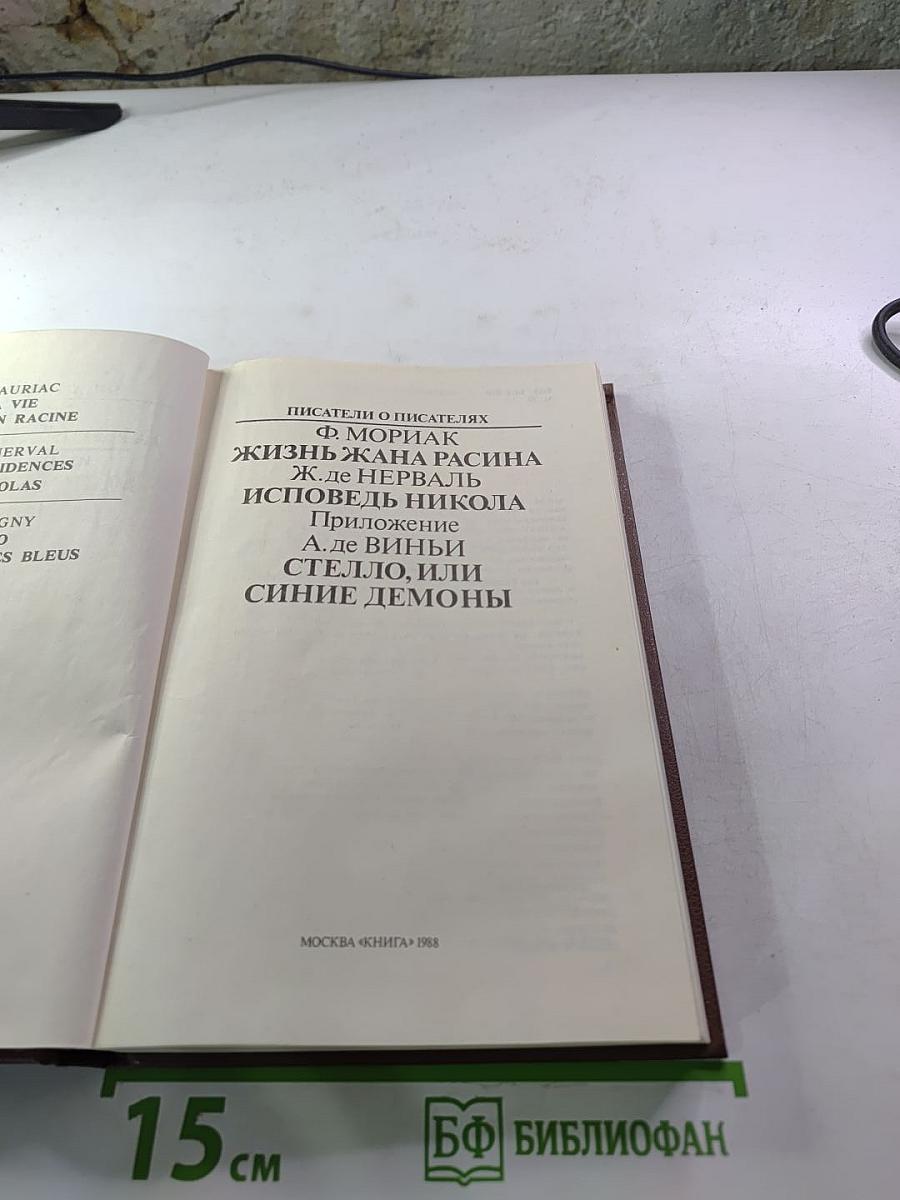 AURIAC
VIE
N RACINE
NERVAL
IDENCES
OLAS
GNY
O
ES BLEUS
ПИСАТЕЛИ О ПИСАТЕЛЯХ
Ф. МОРИАК
ЖИЗНЬ ЖАНА РАСИНА
Ж. де НЕРВАЛЬ
ИСПОВЕДЬ НИКОЛА
Приложение
А. де ВИНЬИ
СТЕЛЛО, ИЛИ
СИНИЕ ДЕМОНЫ
МОСКВА «КНИГА» 1988
15 см
БФ БИБЛИОФАН